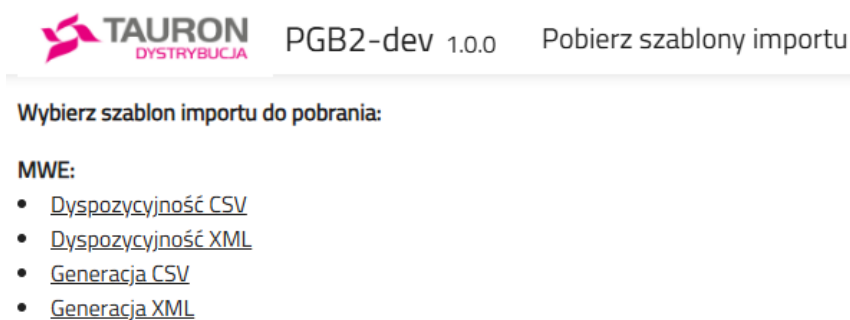 TAURON
DYSTRYBUCJA
PGB2-dev 1.0.0 Pobierz szablony importu
Wybierz szablon importu do pobrania:
MWE:
• Dyspozycyjność CSV
• Dyspozycyjność XML
• Generacja CSV
• Generacja XML